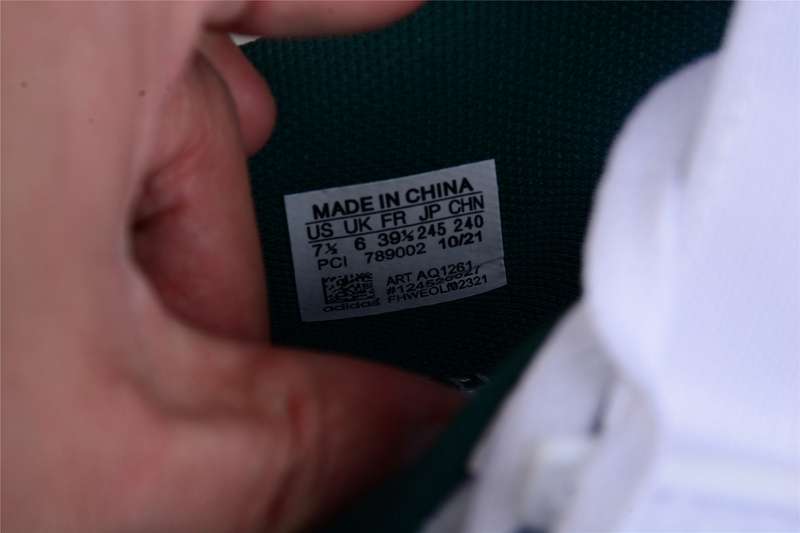 MADE IN CHINA
US UK FR JP CHN
7½ 6 39⅓ 245 240
PCI 789002 10/21
ART AQ1261
adidas